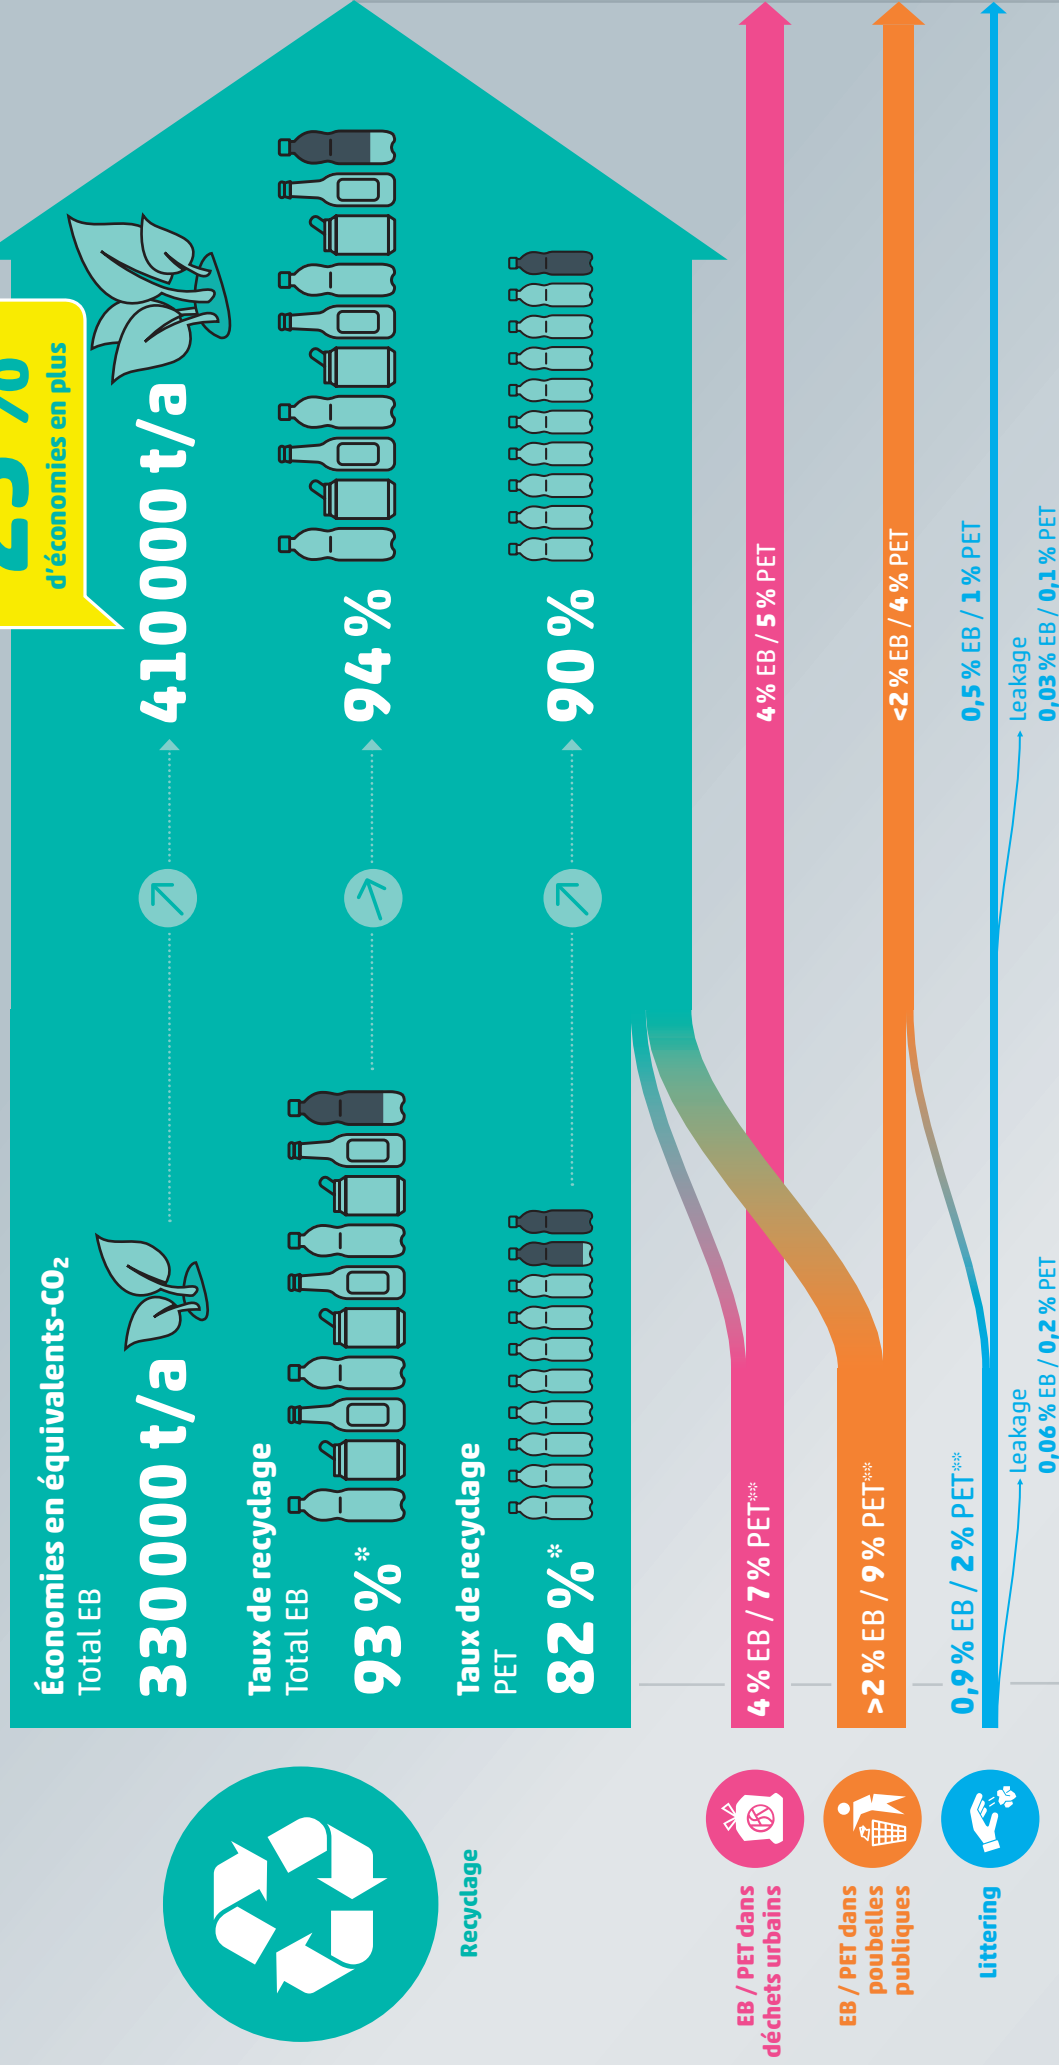 d'économies en plus
Économies en équivalents-CO₂
Total EB
330 000 t/a
410 000 t/a
Taux de recyclage
Total EB
93 %*
94 %
Taux de recyclage
PET
82 %*
90 %
Recyclage
EB / PET dans
déchets urbains
4 % EB / 7 % PET**
4 % EB / 5 % PET
EB / PET dans
poubelles
publiques
>2 % EB / 9 % PET**
<2 % EB / 4 % PET
Littering
0,9 % EB / 2 % PET**
0,5 % EB / 1 % PET
Leakage
0,06 % EB / 0,2 % PET
Leakage
0,03 % EB / 0,1 % PET